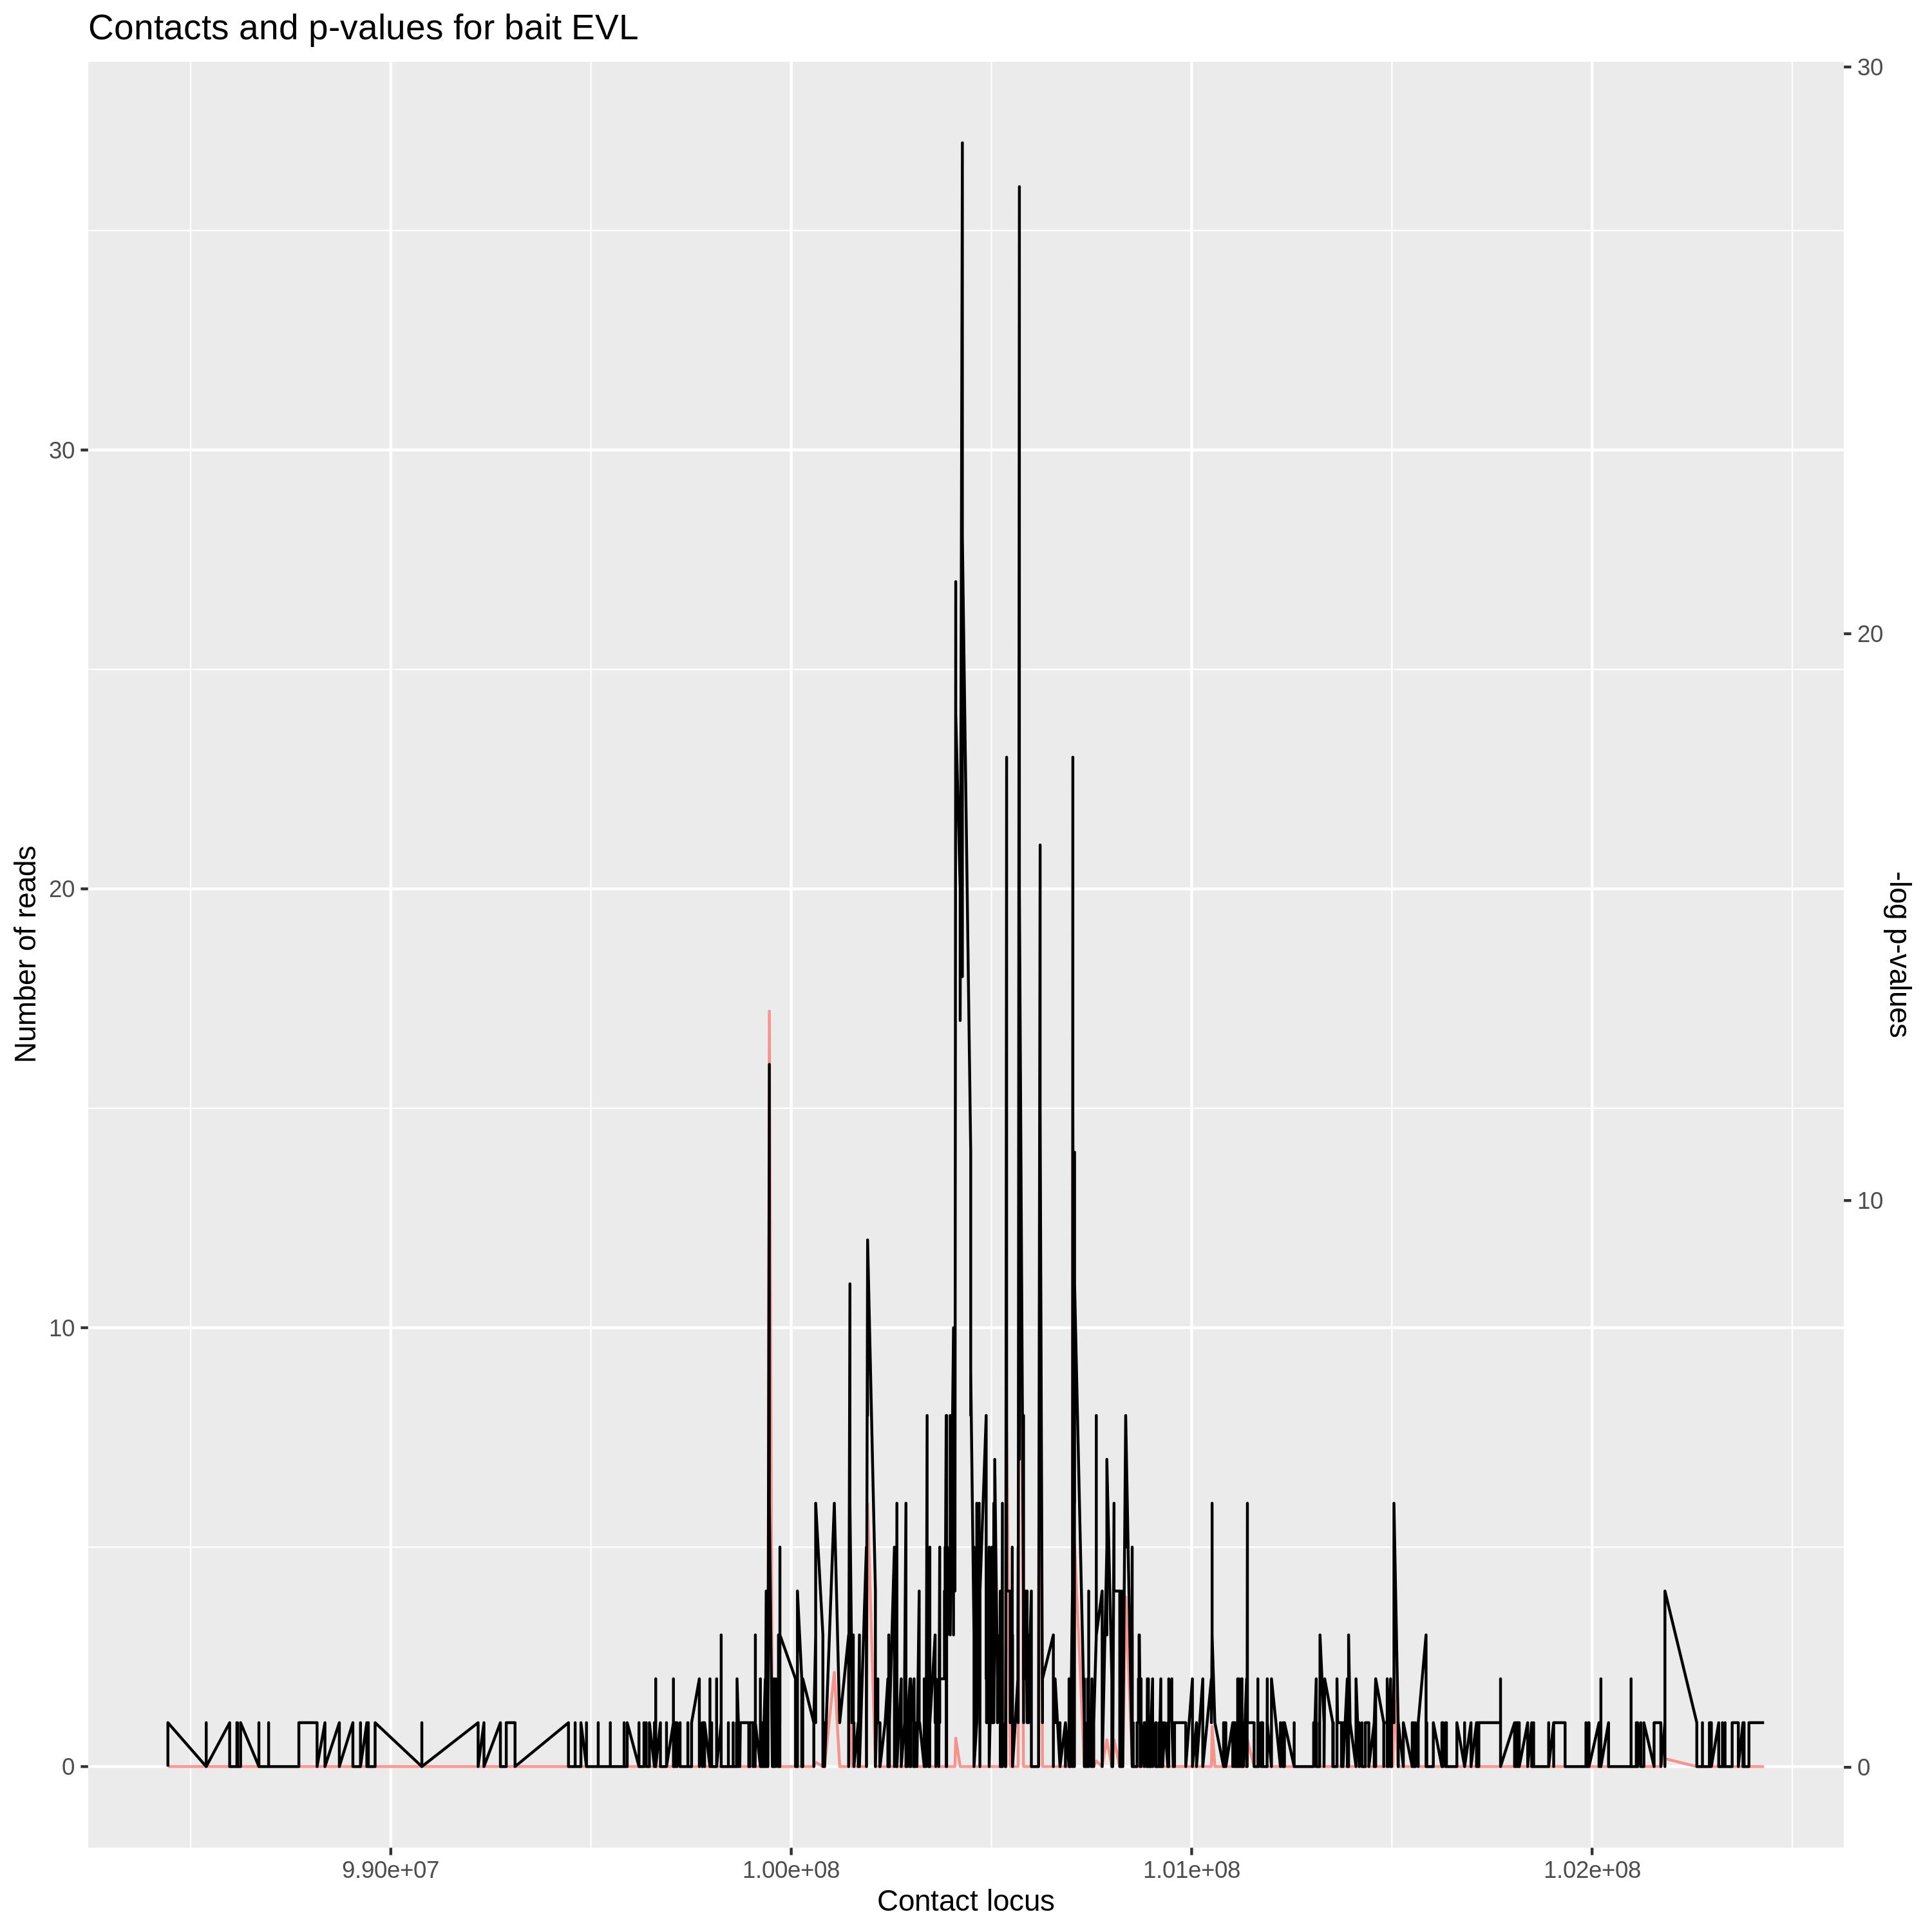 Contacts and p-values for bait EVL
30
20
10
0
Number of reads
30
20
10
0
-log p-values
9.90e+07
1.00e+08
1.01e+08
1.02e+08
Contact locus